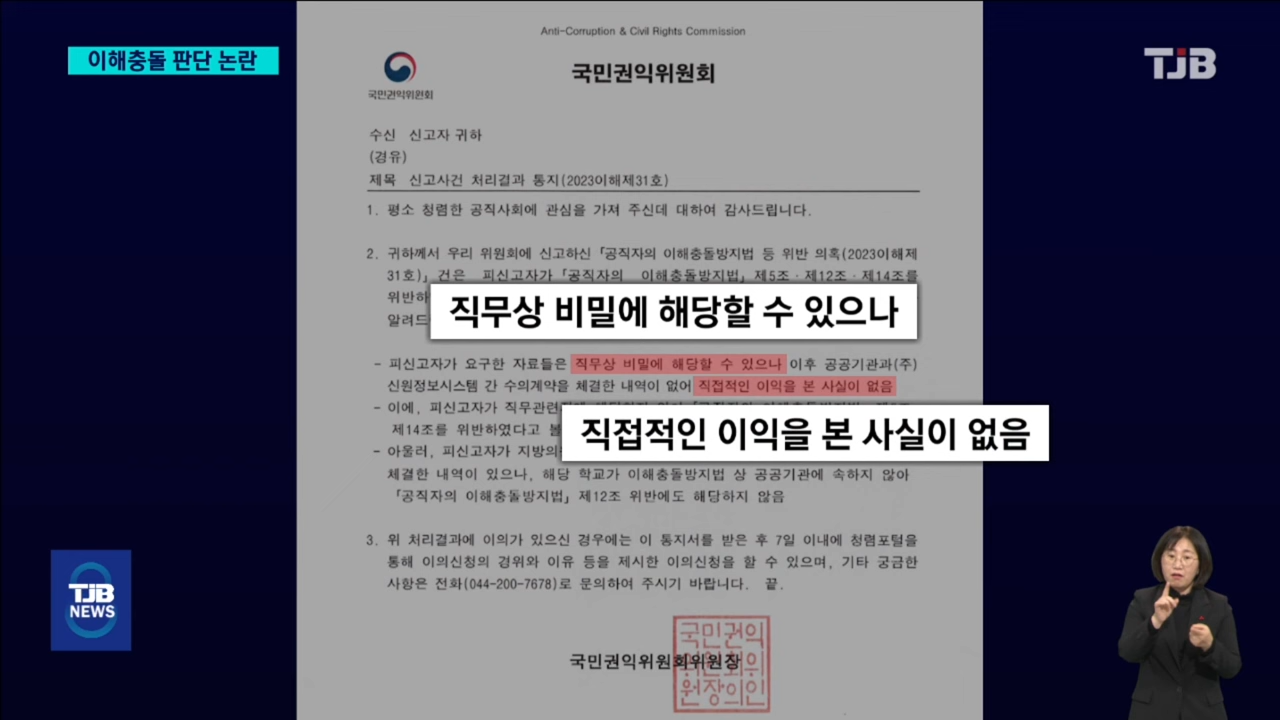 이해충돌 판단 논란
TJB
Anti-Corruption & Civil Rights Commission
국민권익위원회
국민권익위원회
수신 신고자 귀하
(경유)
제목 신고사건 처리결과 통지(2023이해제31호)
1. 평소 청렴한 공직사회에 관심을 가져 주신데 대하여 감사드립니다.
2. 귀하께서 우리 위원회에 신고하신 「공직자의 이해충돌방지법 등 위반 의혹(2023이해제
31호)」 건은 피신고자가 「공직자의 이해충돌방지법」 제5조·제12조·제14조를
위반하
직무상 비밀에 해당할 수 있으나
알려드
- 피신고자가 요구한 자료들은 직무상 비밀에 해당할 수 있으나 이후 공공기관과(주)
신원정보시스템 간 수의계약을 체결한 내역이 없어 직접적인 이익을 본 사실이 없음
- 이에, 피신고자가 직무관련
직접적인 이익을 본 사실이 없음
제14조를 위반하였다고 볼
- 아울러, 피신고자가 지방의
체결한 내역이 있으나, 해당 학교가 이해충돌방지법 상 공공기관에 속하지 않아
「공직자의 이해충돌방지법」 제12조 위반에도 해당하지 않음
3. 위 처리결과에 이의가 있으신 경우에는 이 통지서를 받은 후 7일 이내에 청렴포털을
통해 이의신청의 경위와 이유 등을 제시한 이의신청을 할 수 있으며, 기타 궁금한
사항은 전화(044-200-7678)로 문의하여 주시기 바랍니다. 끝.
TJB
NEWS
국민권익위원회위원장
국민권익
위원회위
원장의인